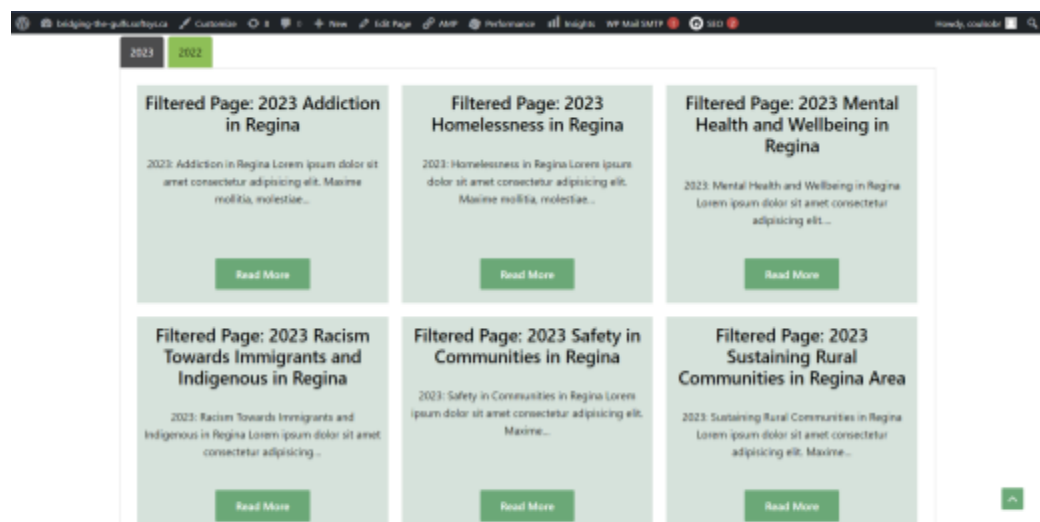 bridging-the-gulfs.usitsys.ca Customize 8 New Edit Page AMP Performance Insights WP Mail SMTP SEO 2 Howdy,
2023 2022
Filtered Page: 2023 Addiction
in Regina
2023: Addiction in Regina Lorem ipsum dolor sit
amet consectetur adipisicing elit. Maxime
mollitia, molestiae...
Read More
Filtered Page: 2023
Homelessness in Regina
2023: Homelessness in Regina Lorem ipsum
dolor sit amet consectetur adipisicing elit.
Maxime mollitia, molestiae...
Read More
Filtered Page: 2023 Mental
Health and Wellbeing in
Regina
2023: Mental Health and Wellbeing in Regina
Lorem ipsum dolor sit amet consectetur
adipisicing elit....
Read More
Filtered Page: 2023 Racism
Towards Immigrants and
Indigenous in Regina
2023: Racism Towards Immigrants and
Indigenous in Regina Lorem ipsum dolor sit amet
consectetur adipisicing...
Read More
Filtered Page: 2023 Safety in
Communities in Regina
2023: Safety in Communities in Regina Lorem
ipsum dolor sit amet consectetur adipisicing elit.
Maxime...
Read More
Filtered Page: 2023
Sustaining Rural
Communities in Regina Area
2023: Sustaining Rural Communities in Regina
Lorem ipsum dolor sit amet consectetur
adipisicing elit. Maxime...
Read More